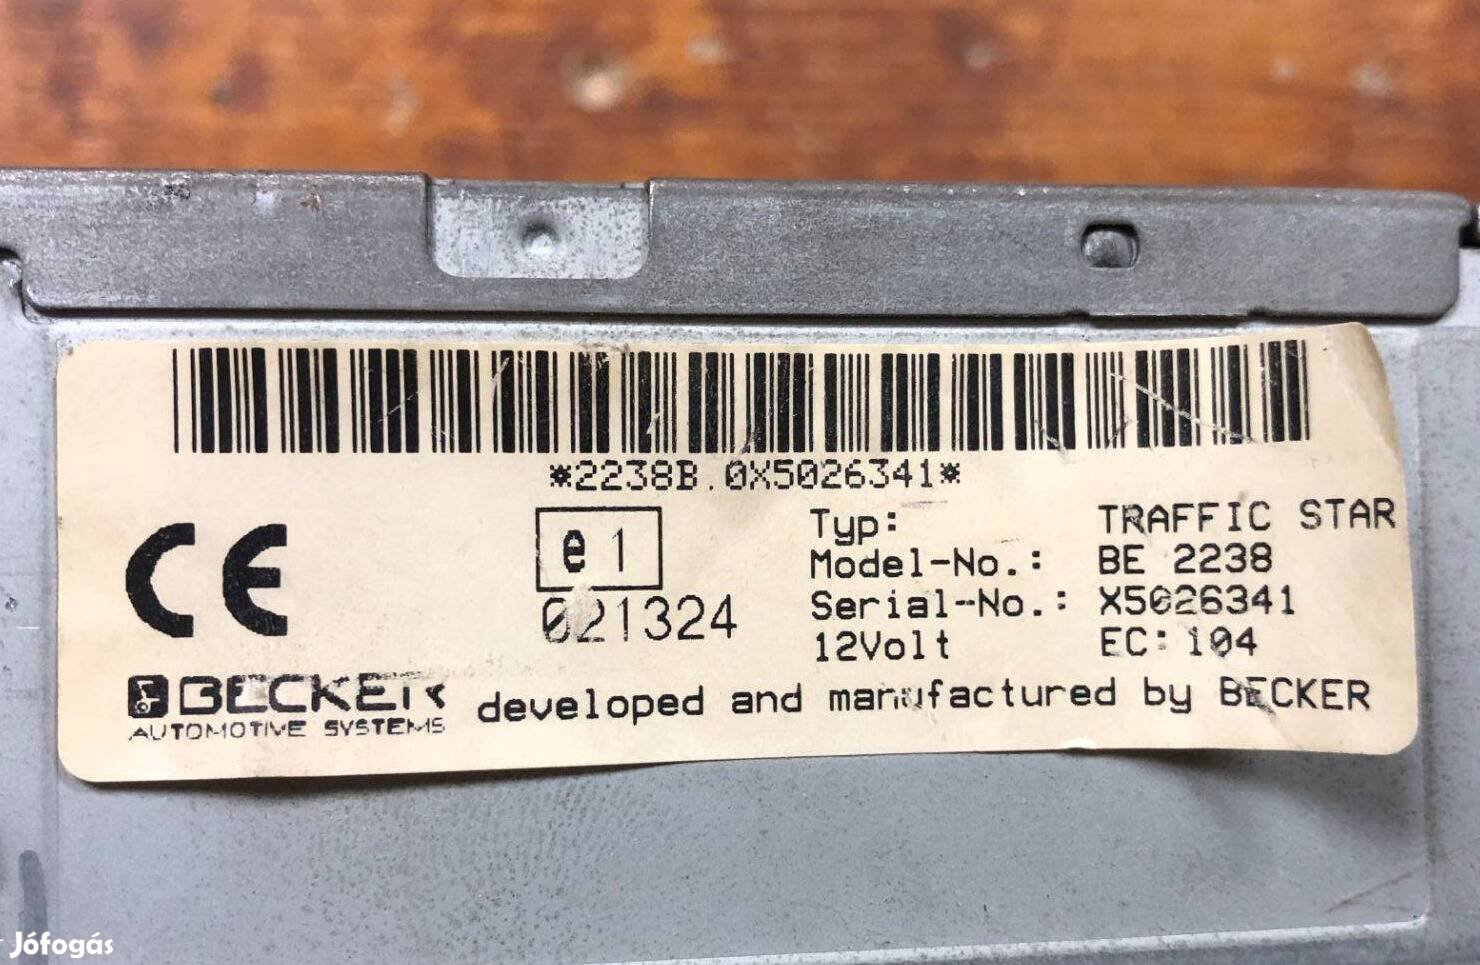 *2238B.0X5026341*
CE
e1
021324
Typ: TRAFFIC STAR
Model-No.: BE 2238
Serial-No.: X5026341
12Volt EC: 104
BECKER
AUTOMOTIVE SYSTEMS
developed and manufactured by BECKER
Jófogás